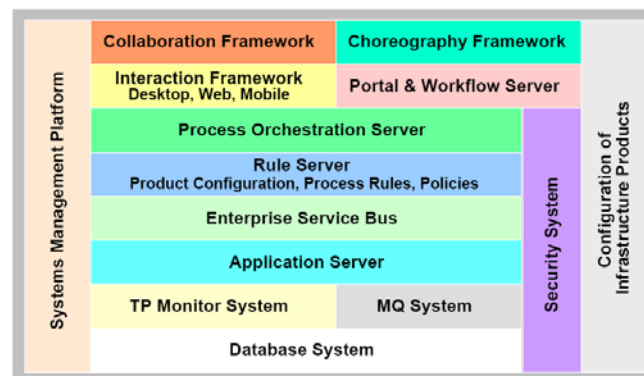 Systems Management Platform
Collaboration Framework
Choreography Framework
Interaction Framework
Desktop, Web, Mobile
Portal & Workflow Server
Process Orchestration Server
Rule Server
Product Configuration, Process Rules, Policies
Enterprise Service Bus
Application Server
TP Monitor System
MQ System
Database System
Security System
Configuration of
Infrastructure Products